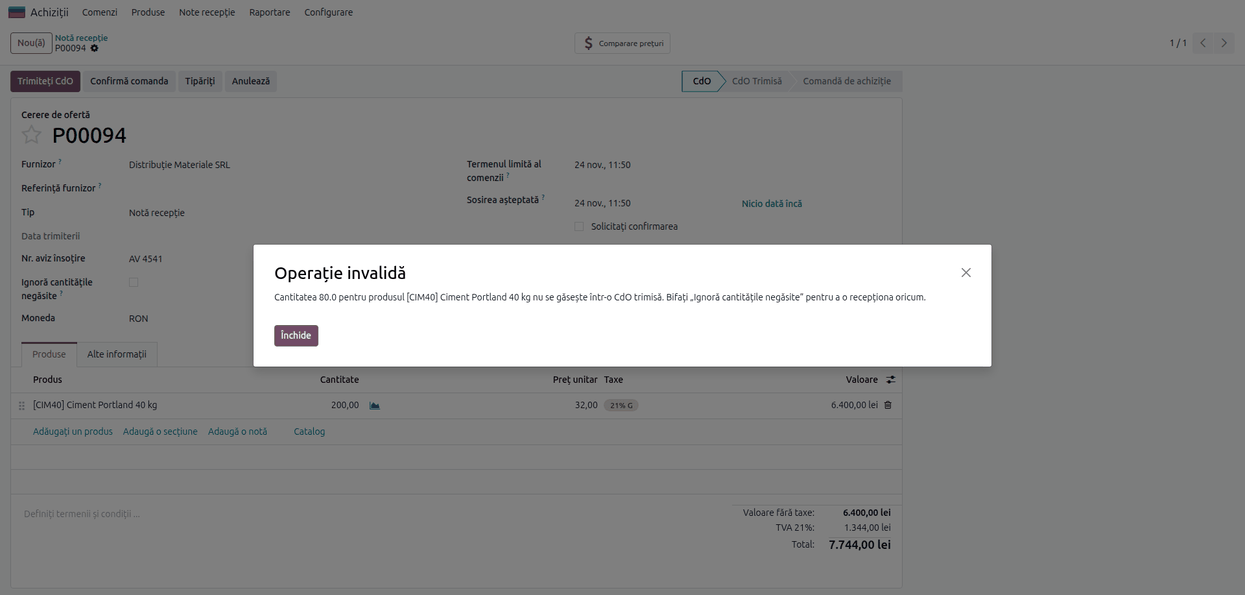 Achiziții Comenzi Produse Note recepție Raportare Configurare
Nou(ă) Notă recepție
P00094
$ Comparare prețuri
1 / 1
Trimiteți CdO Confirmă comanda Tipăriți Anulează
CdO CdO Trimisă Comandă de achiziție
Cerere de ofertă
P00094
Furnizor ? Distribuție Materiale SRL
Termenul limită al comenzii ? 24 nov., 11:50
Referință furnizor ?
Sosirea așteptată ? 24 nov., 11:50 Nicio dată încă
Tip Notă recepție
Solicitați confirmarea
Data trimiterii
Nr. aviz însoțire AV 4541
Ignoră cantitățile
negăsite ?
Moneda RON
Operație invalidă
Cantitatea 80.0 pentru produsul [CIM40] Ciment Portland 40 kg nu se găsește într-o CdO trimisă. Bifați „Ignoră cantitățile negăsite” pentru a o recepționa oricum.
Închide
Produse Alte informații
Produs Cantitate Preț unitar Taxe Valoare
[CIM40] Ciment Portland 40 kg 200,00 32,00 21% G 6.400,00 lei
Adăugați un produs Adaugă o secțiune Adaugă o notă Catalog
Definiți termenii și condiții ...
Valoare fără taxe: 6.400,00 lei
TVA 21%: 1.344,00 lei
Total: 7.744,00 lei